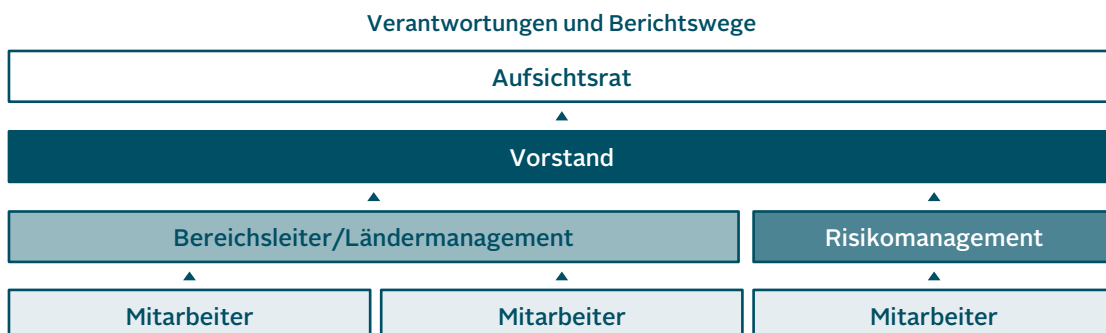 Verantwortungen und Berichtswege
Aufsichtsrat
Vorstand
Bereichsleiter/Ländermanagement
Risikomanagement
Mitarbeiter
Mitarbeiter
Mitarbeiter